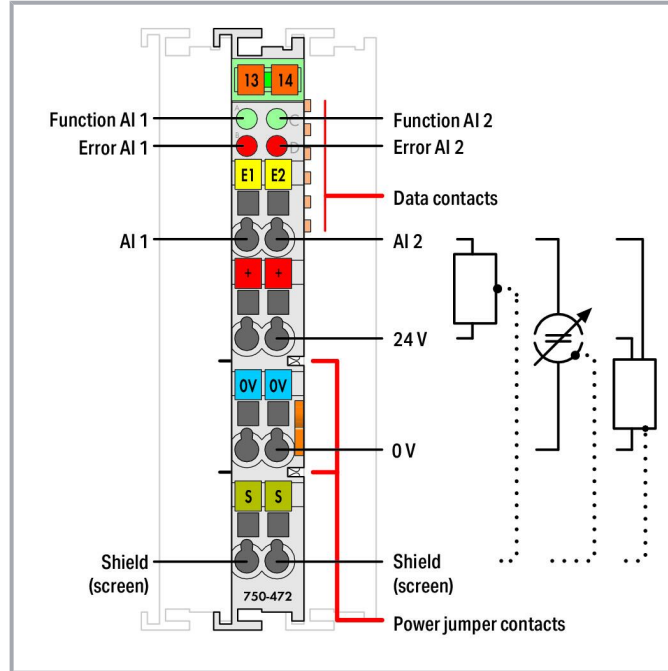 13 14
Function AI 1
C
Function AI 2
Error AI 1
D
Error AI 2
E1 E2
Data contacts
AI 1
AI 2
+ +
24 V
0V 0V
0 V
S S
Shield
(screen)
Shield
(screen)
750-472
Power jumper contacts